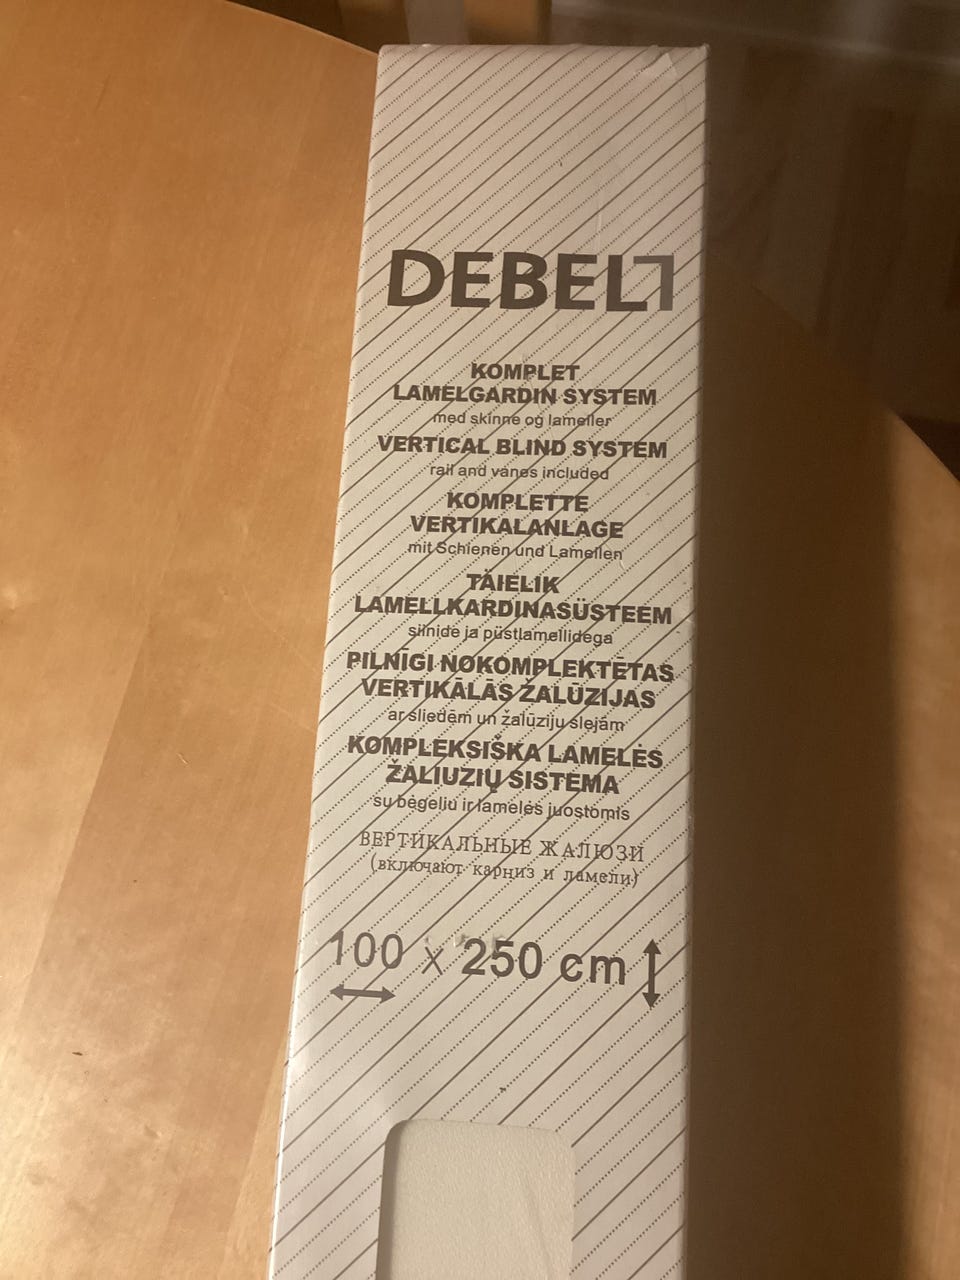 DEBEL
KOMPLET
LAMELGARDIN SYSTEM
med skinne og lameller
VERTICAL BLIND SYSTEM
rail and vanes included
KOMPLETTE
VERTIKALANLAGE
mit Schienen und Lamellen
TÄIELIK
LAMELLKARDINASÜSTEEM
siinide ja püstlamellidega
PILNĪGI NOKOMPLEKTĒTAS
VERTIKĀLĀS ŽALŪZIJAS
ar sliedēm un žalūziju slejām
KOMPLEKSIŠKA LAMELĖS
ŽALIUZIŲ SISTEMA
su bėgeliu ir lamelės juostomis
ВЕРТИКАЛЬНЫЕ ЖАЛЮЗИ
(включают карниз и ламели)
100 x 250 cm